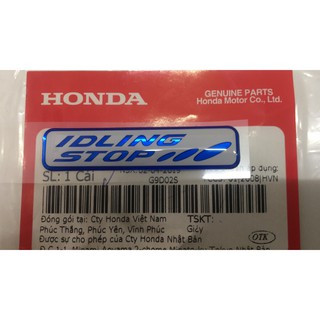 HONDA
GENUINE PARTS
Honda Motor Co., Ltd.
IDLING
STOP
SL: 1 Cái
G9D02S
Đóng gói tại: Cty Honda Việt Nam
TSKT:
Phúc Thắng, Phúc Yên, Vĩnh Phúc
Giấy
Được sự cho phép của Cty Honda Nhật Bản
OTK